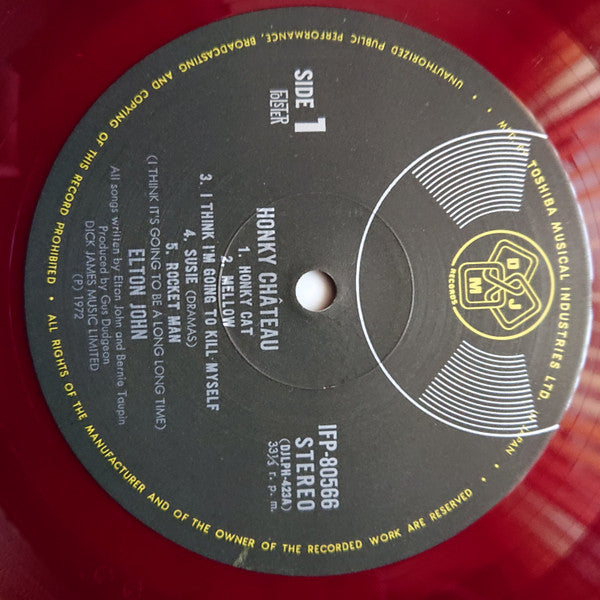 UNAUTHORIZED PUBLIC PERFORMANCE, BROADCASTING AND COPYING OF THIS RECORD PROHIBITED • ALL RIGHTS OF THE MANUFACTURER AND OF THE OWNER OF THE RECORDED WORK ARE RESERVED •
TOSHIBA MUSICAL INDUSTRIES LTD.
JAPAN
D J M
RECORDS
SIDE 1
IFP-80566
STEREO
(DJLPH-423A)
33⅓ r. p. m.
HONKY CHÂTEAU
1. HONKY CAT
2. MELLOW
3. I THINK I'M GOING TO KILL MYSELF
4. SUSIE (DRAMAS)
5. ROCKET MAN
(I THINK IT'S GOING TO BE A LONG LONG TIME)
ELTON JOHN
All songs written by Elton John and Bernie Taupin
Produced by Gus Dudgeon
DICK JAMES MUSIC LIMITED
(P) 1972